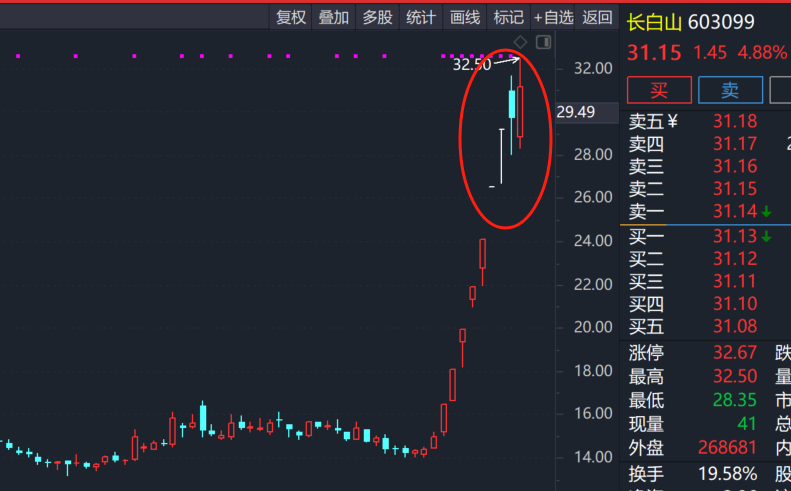 复权 叠加 多股 统计 画线 标记 +自选 返回
长白山 603099
31.15 1.45 4.88%
买 卖
32.50
32.00
29.49
28.00
26.00
24.00
22.00
20.00
18.00
16.00
14.00
卖五¥ 31.18
卖四 31.17
卖三 31.16
卖二 31.15
卖一 31.14
买一 31.13
买二 31.12
买三 31.11
买四 31.10
买五 31.08
涨停 32.67 跌
最高 32.50 量
最低 28.35 市
现量 41 总
外盘 268681 内
换手 19.58% 股